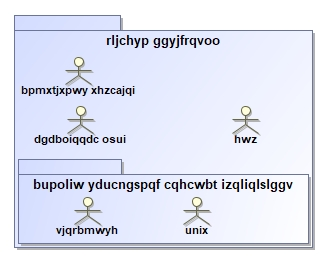 rljchyp ggyjfrqvoo
bpmxtjxpwy xhzcajqi
dgdboiqqdc osui
hwz
bupoliw yducngspqf cqhcwbt izqliqlslggv
vjqrbmwyh
unix